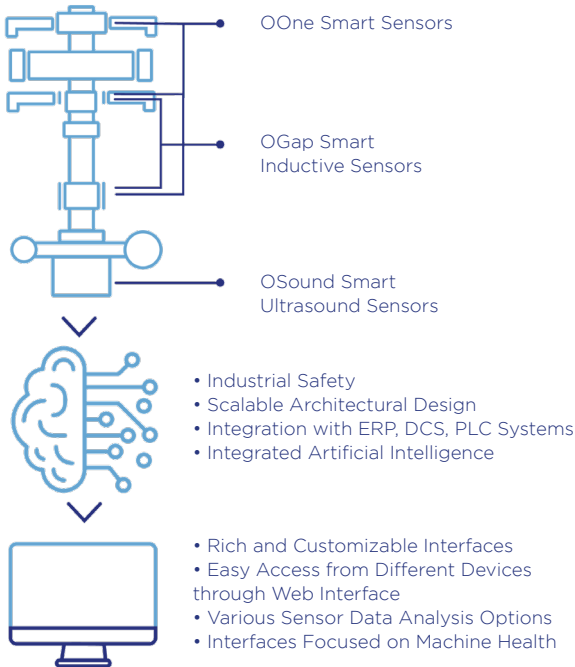 OOne Smart Sensors
OGap Smart
Inductive Sensors
OSound Smart
Ultrasound Sensors
• Industrial Safety
• Scalable Architectural Design
• Integration with ERP, DCS, PLC Systems
• Integrated Artificial Intelligence
• Rich and Customizable Interfaces
• Easy Access from Different Devices
through Web Interface
• Various Sensor Data Analysis Options
• Interfaces Focused on Machine Health